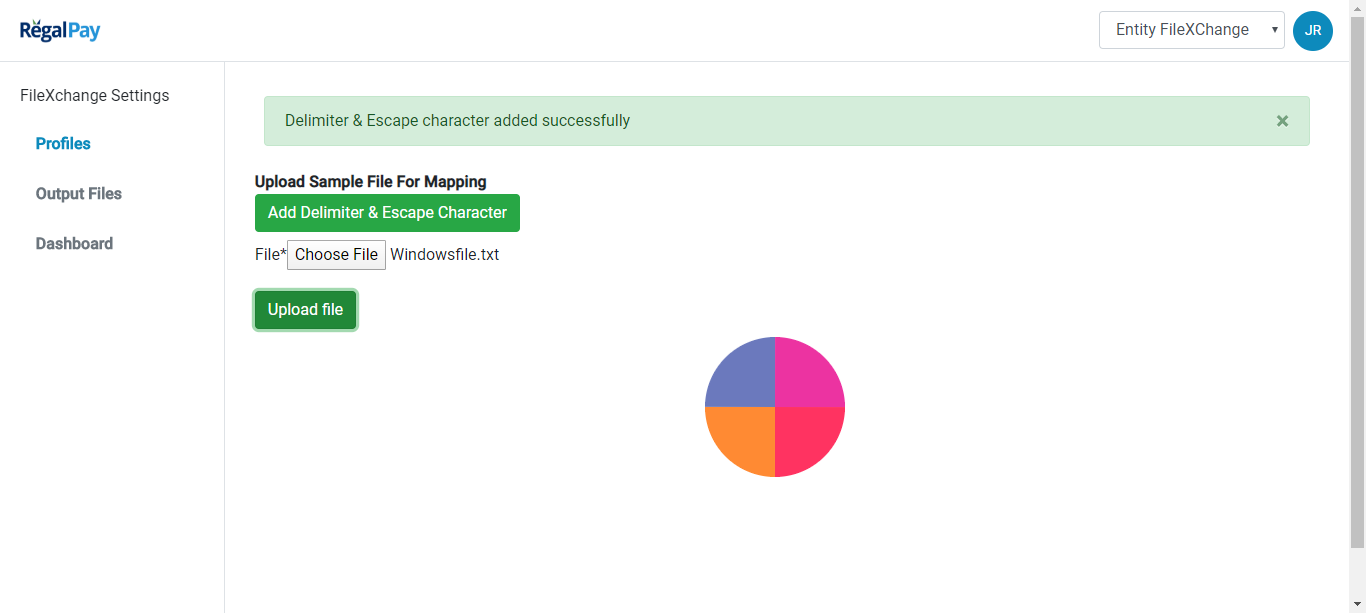 RegalPay
Entity FileXChange
JR
FileXchange Settings
Profiles
Output Files
Dashboard
Delimiter & Escape character added successfully ×
Upload Sample File For Mapping
Add Delimiter & Escape Character
File* Choose File Windowsfile.txt
Upload file